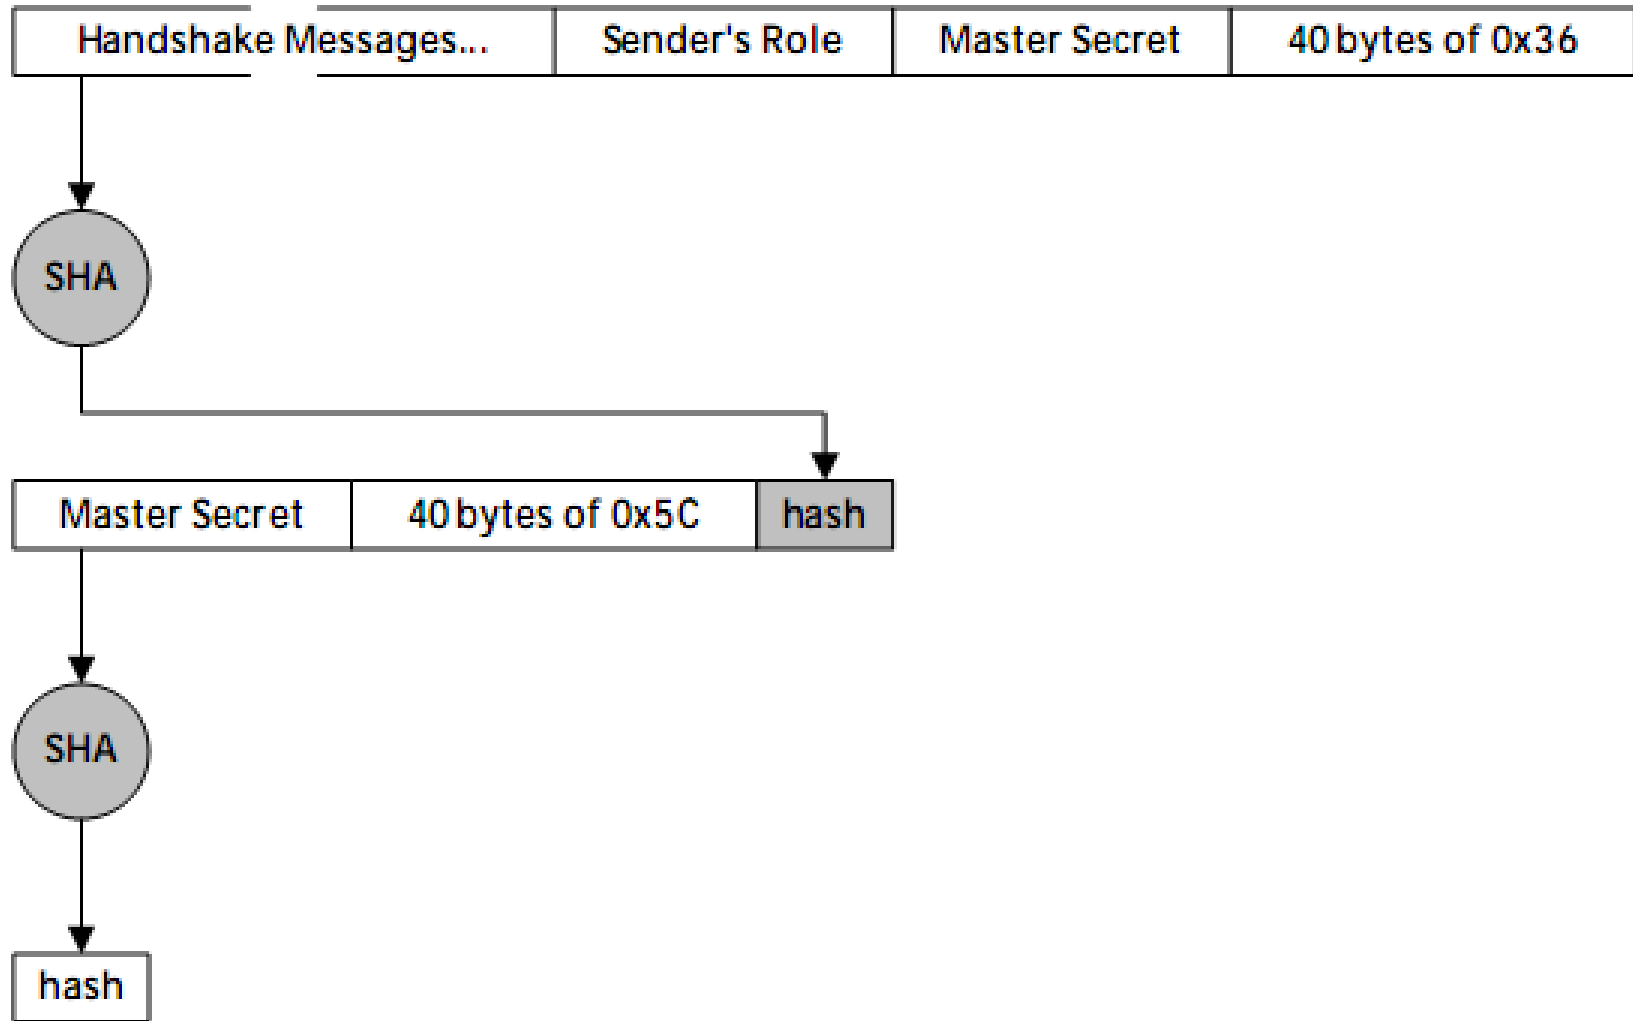 Handshake Messages... Sender's Role Master Secret 40 bytes of 0x36
SHA
Master Secret 40 bytes of 0x5C hash
SHA
hash